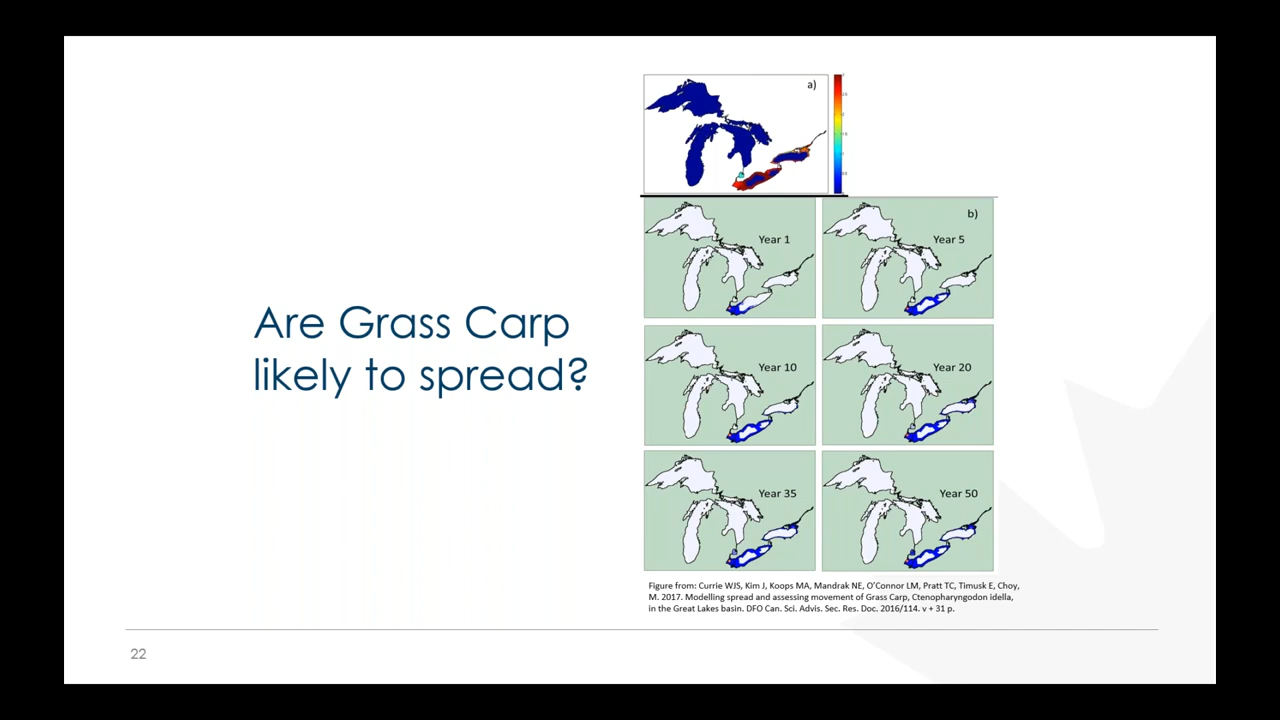 Are Grass Carp
likely to spread?
a)
b)
Year 1
Year 5
Year 10
Year 20
Year 35
Year 50
Figure from: Currie WJS, Kim J, Koops MA, Mandrak NE, O'Connor LM, Pratt TC, Timusk E, Choy,
M. 2017. Modelling spread and assessing movement of Grass Carp, Ctenopharyngodon idella,
in the Great Lakes basin. DFO Can. Sci. Advis. Sec. Res. Doc. 2016/114. v + 31 p.
22